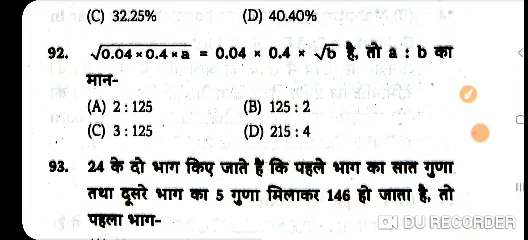 (C) 32.25% (D) 40.40%
92. √0.04 × 0.4 × a = 0.04 × 0.4 × √b है, तो a : b का
मान-
(A) 2 : 125 (B) 125 : 2
(C) 3 : 125 (D) 215 : 4
93. 24 के दो भाग किए जाते हैं कि पहले भाग का सात गुणा
तथा दूसरे भाग का 5 गुणा मिलाकर 146 हो जाता है, तो
पहला भाग-
DU RECORDER